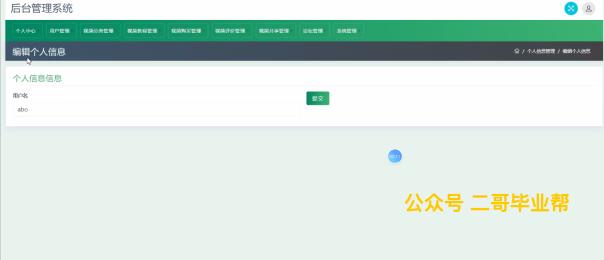 后台管理系统
个人中心 用户管理 视频分类管理 视频教程管理 视频购买管理 视频评价管理 视频共享管理 论坛管理 系统管理
编辑个人信息 / 个人信息管理 / 编辑个人信息
个人信息信息
用户名
abo 提交
公众号 二哥毕业帮